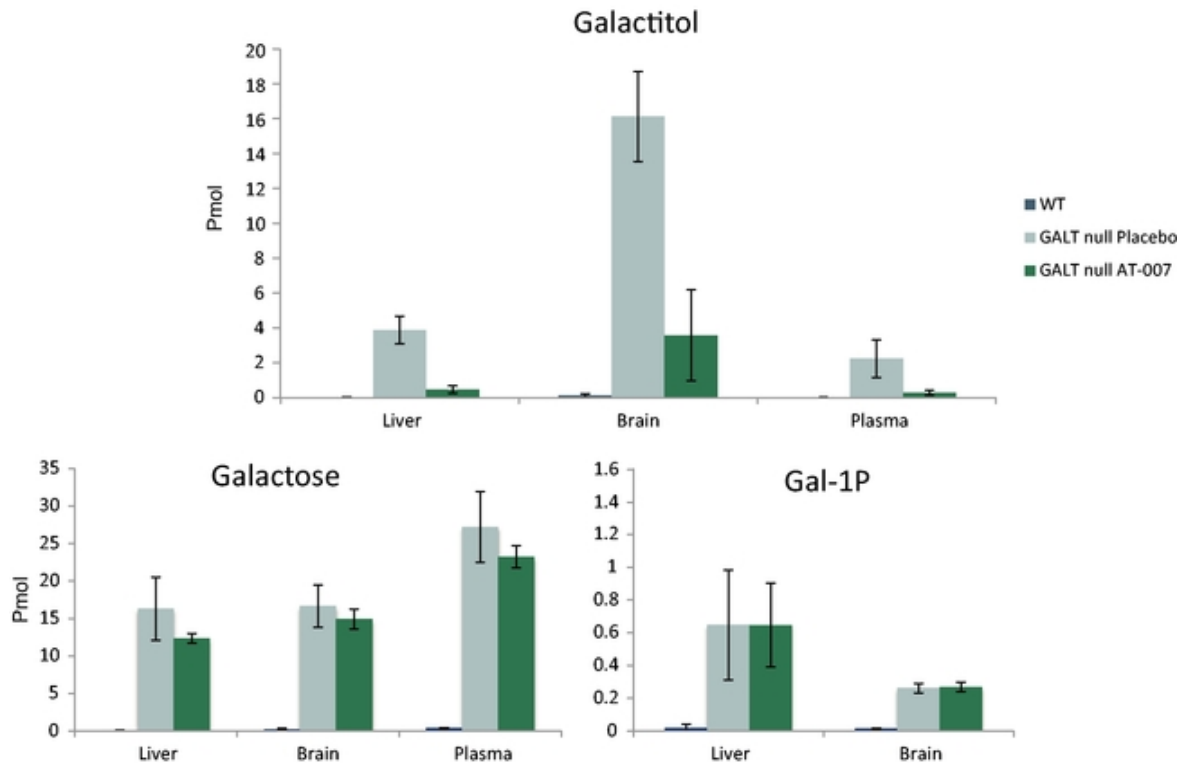 Galactitol
20
18
16
14
12
10
8
6
4
2
0
Pmol
Liver
Brain
Plasma
WT
GALT null Placebo
GALT null AT-007
Galactose
35
30
25
20
15
10
5
0
Pmol
Liver
Brain
Plasma
Gal-1P
1.6
1.4
1.2
1
0.8
0.6
0.4
0.2
0
Liver
Brain